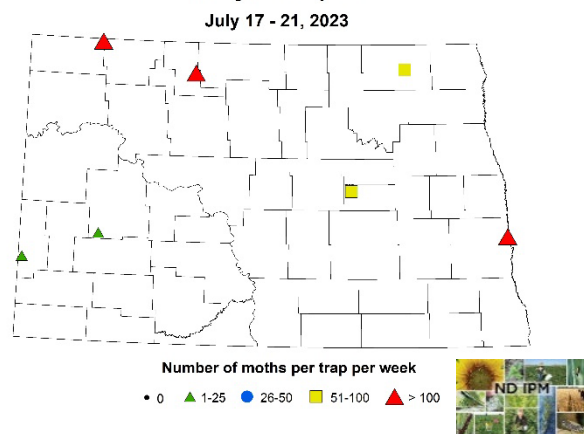 July 17 - 21, 2023
Number of moths per trap per week
0 1-25 26-50 51-100 > 100
ND IPM